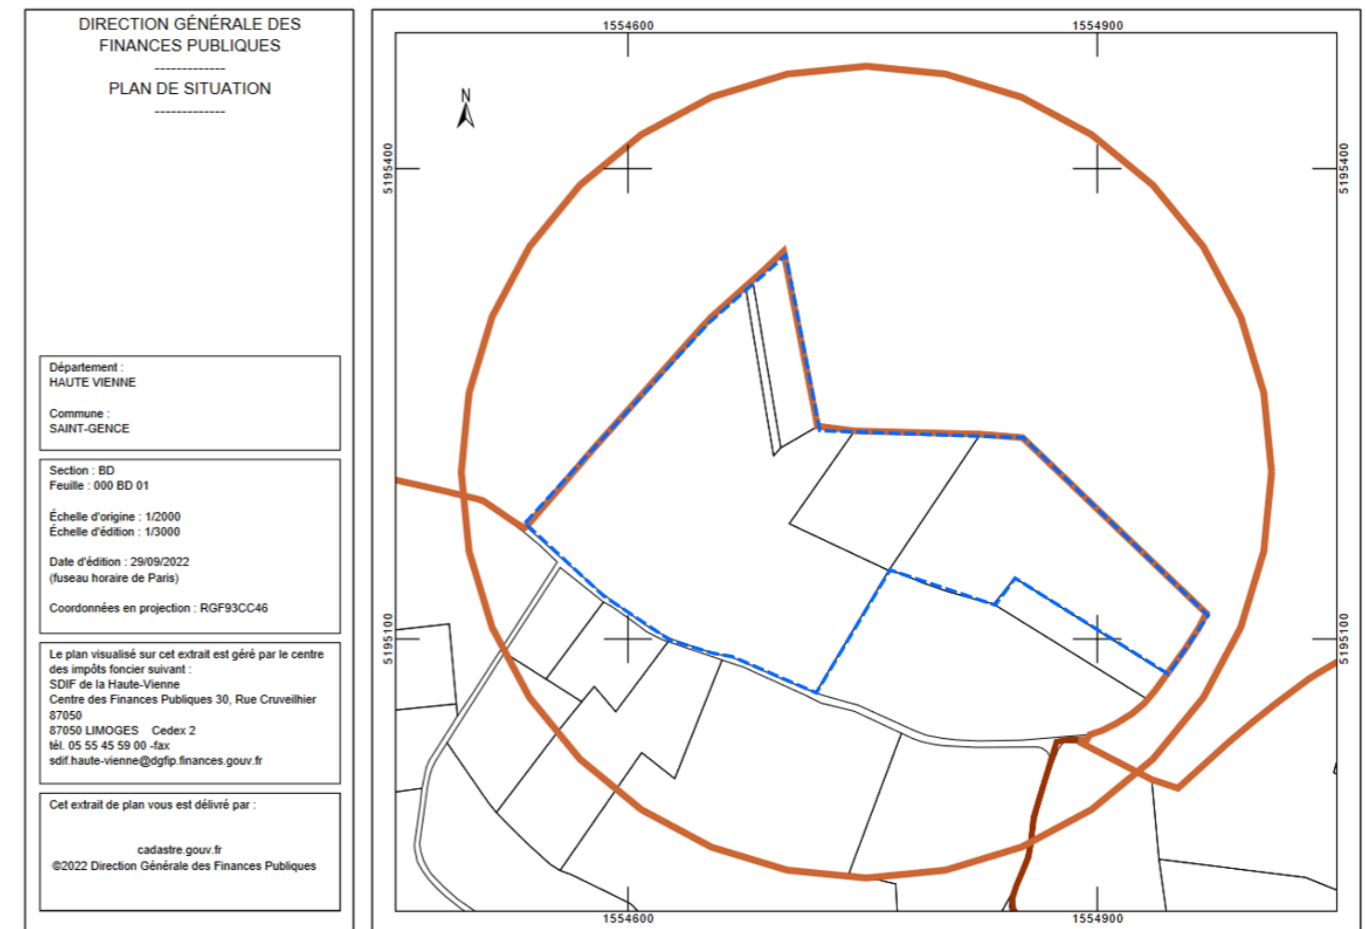 DIRECTION GÉNÉRALE DES
FINANCES PUBLIQUES
-------------
PLAN DE SITUATION
-------------
Département :
HAUTE VIENNE
Commune :
SAINT-GENCE
Section : BD
Feuille : 000 BD 01
Échelle d'origine : 1/2000
Échelle d'édition : 1/3000
Date d'édition : 29/09/2022
(fuseau horaire de Paris)
Coordonnées en projection : RGF93CC46
Le plan visualisé sur cet extrait est géré par le centre
des impôts foncier suivant :
SDIF de la Haute-Vienne
Centre des Finances Publiques 30, Rue Cruveilhier
87050
87050 LIMOGES Cedex 2
tél. 05 55 45 59 00 -fax
sdif.haute-vienne@dgfip.finances.gouv.fr
Cet extrait de plan vous est délivré par :
cadastre.gouv.fr
©2022 Direction Générale des Finances Publiques
1554600
1554900
N
5195400
5195400
5195100
5195100
1554600
1554900